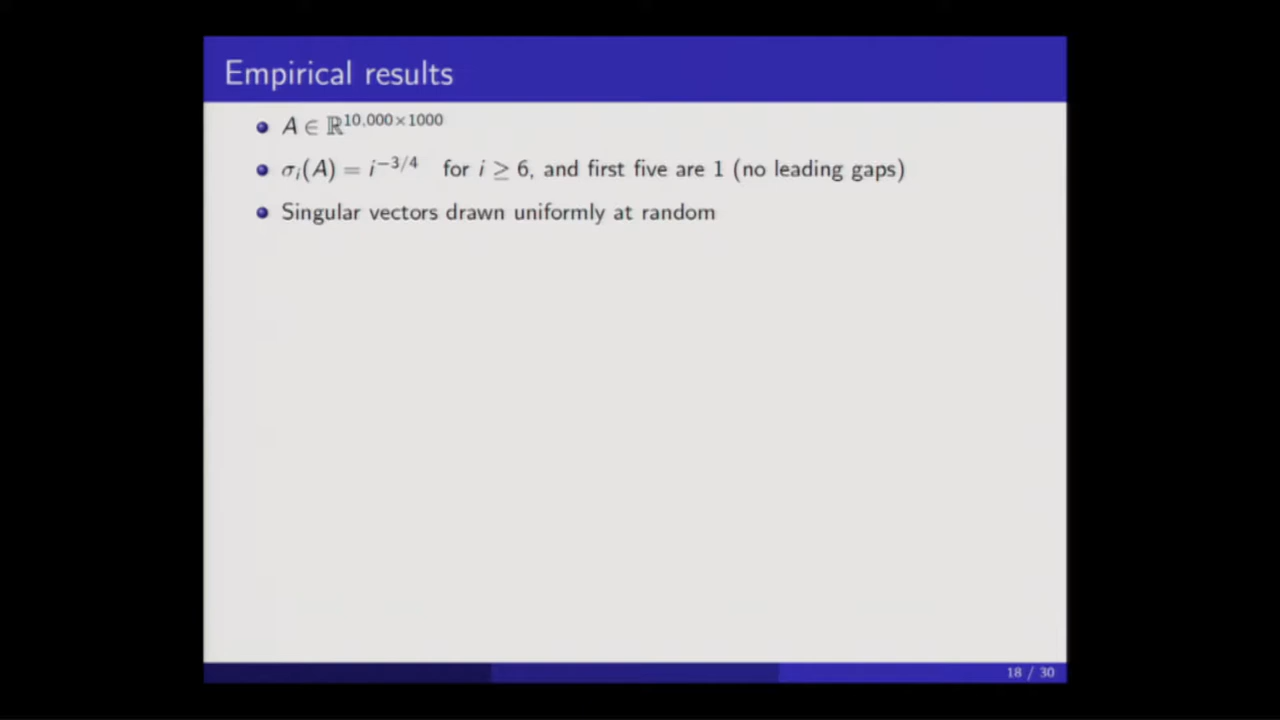 Empirical results
A ∈ ℝ^{10,000×1000}
σ_i(A) = i^{−3/4} for i ≥ 6, and first five are 1 (no leading gaps)
Singular vectors drawn uniformly at random
18 / 30